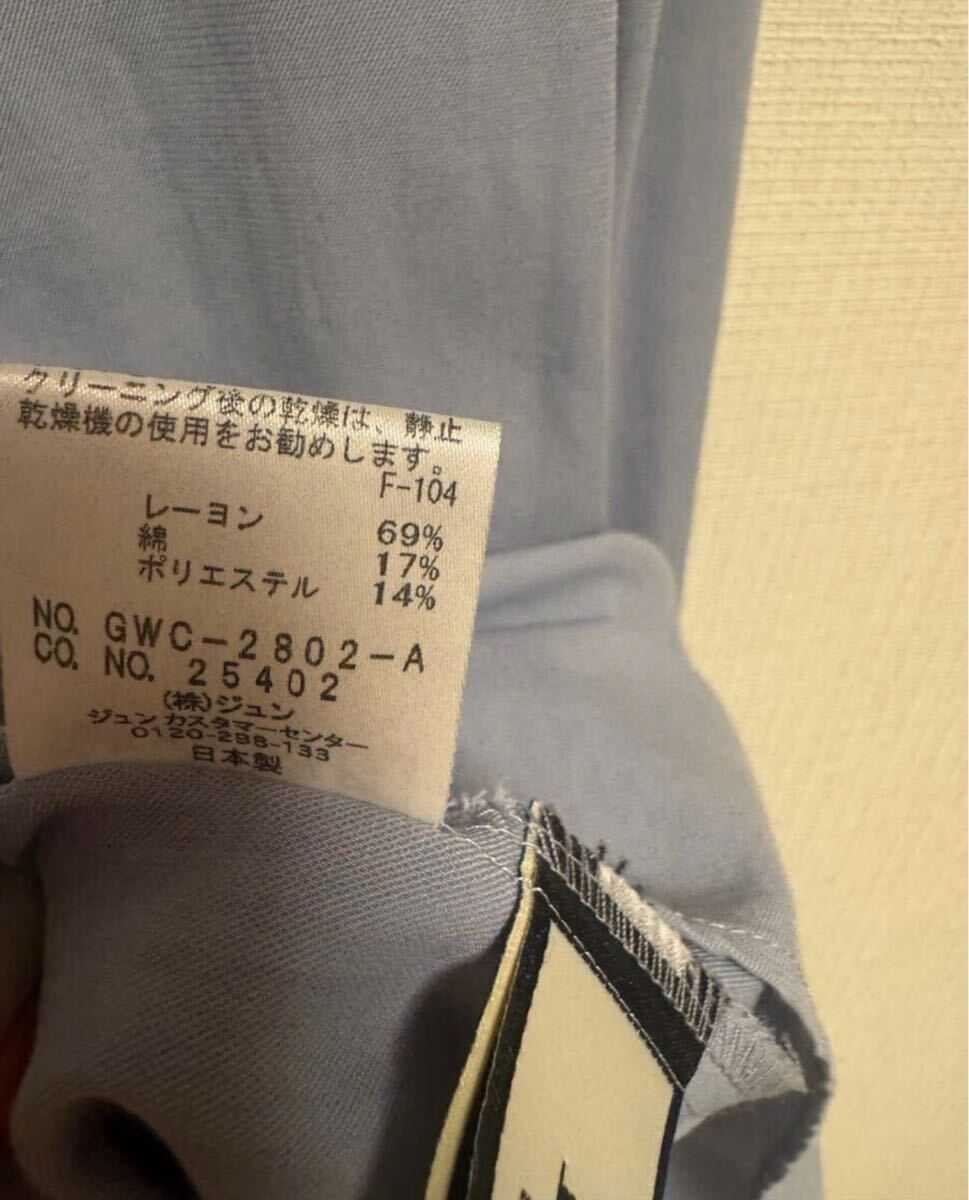 クリーニング後の乾燥は、静止
乾燥機の使用をお勧めします。
F-104
レーヨン 69%
綿 17%
ポリエステル 14%
NO. GWC-2802-A
CO. NO. 25402
(株)ジュン
ジュン カスタマーセンター
0120-298-133
日本製